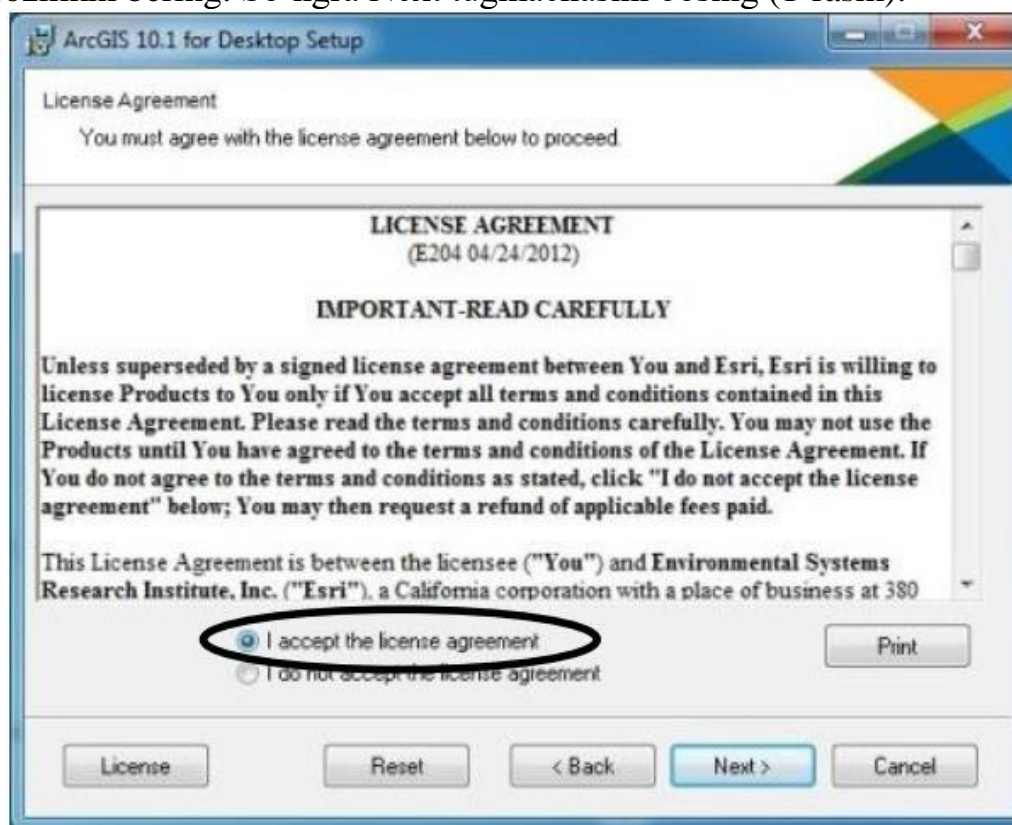 bering. So‘ngra Next tugmachasini bosing (1-rasm).
ArcGIS 10.1 for Desktop Setup
License Agreement
You must agree with the license agreement below to proceed.
LICENSE AGREEMENT
(E204 04/24/2012)
IMPORTANT-READ CAREFULLY
Unless superseded by a signed license agreement between You and Esri, Esri is willing to
license Products to You only if You accept all terms and conditions contained in this
License Agreement. Please read the terms and conditions carefully. You may not use the
Products until You have agreed to the terms and conditions of the License Agreement. If
You do not agree to the terms and conditions as stated, click "I do not accept the license
agreement" below; You may then request a refund of applicable fees paid.
This License Agreement is between the licensee ("You") and Environmental Systems
Research Institute, Inc. ("Esri"), a California corporation with a place of business at 380
I accept the license agreement
I do not accept the license agreement
Print
License
Reset
< Back
Next >
Cancel